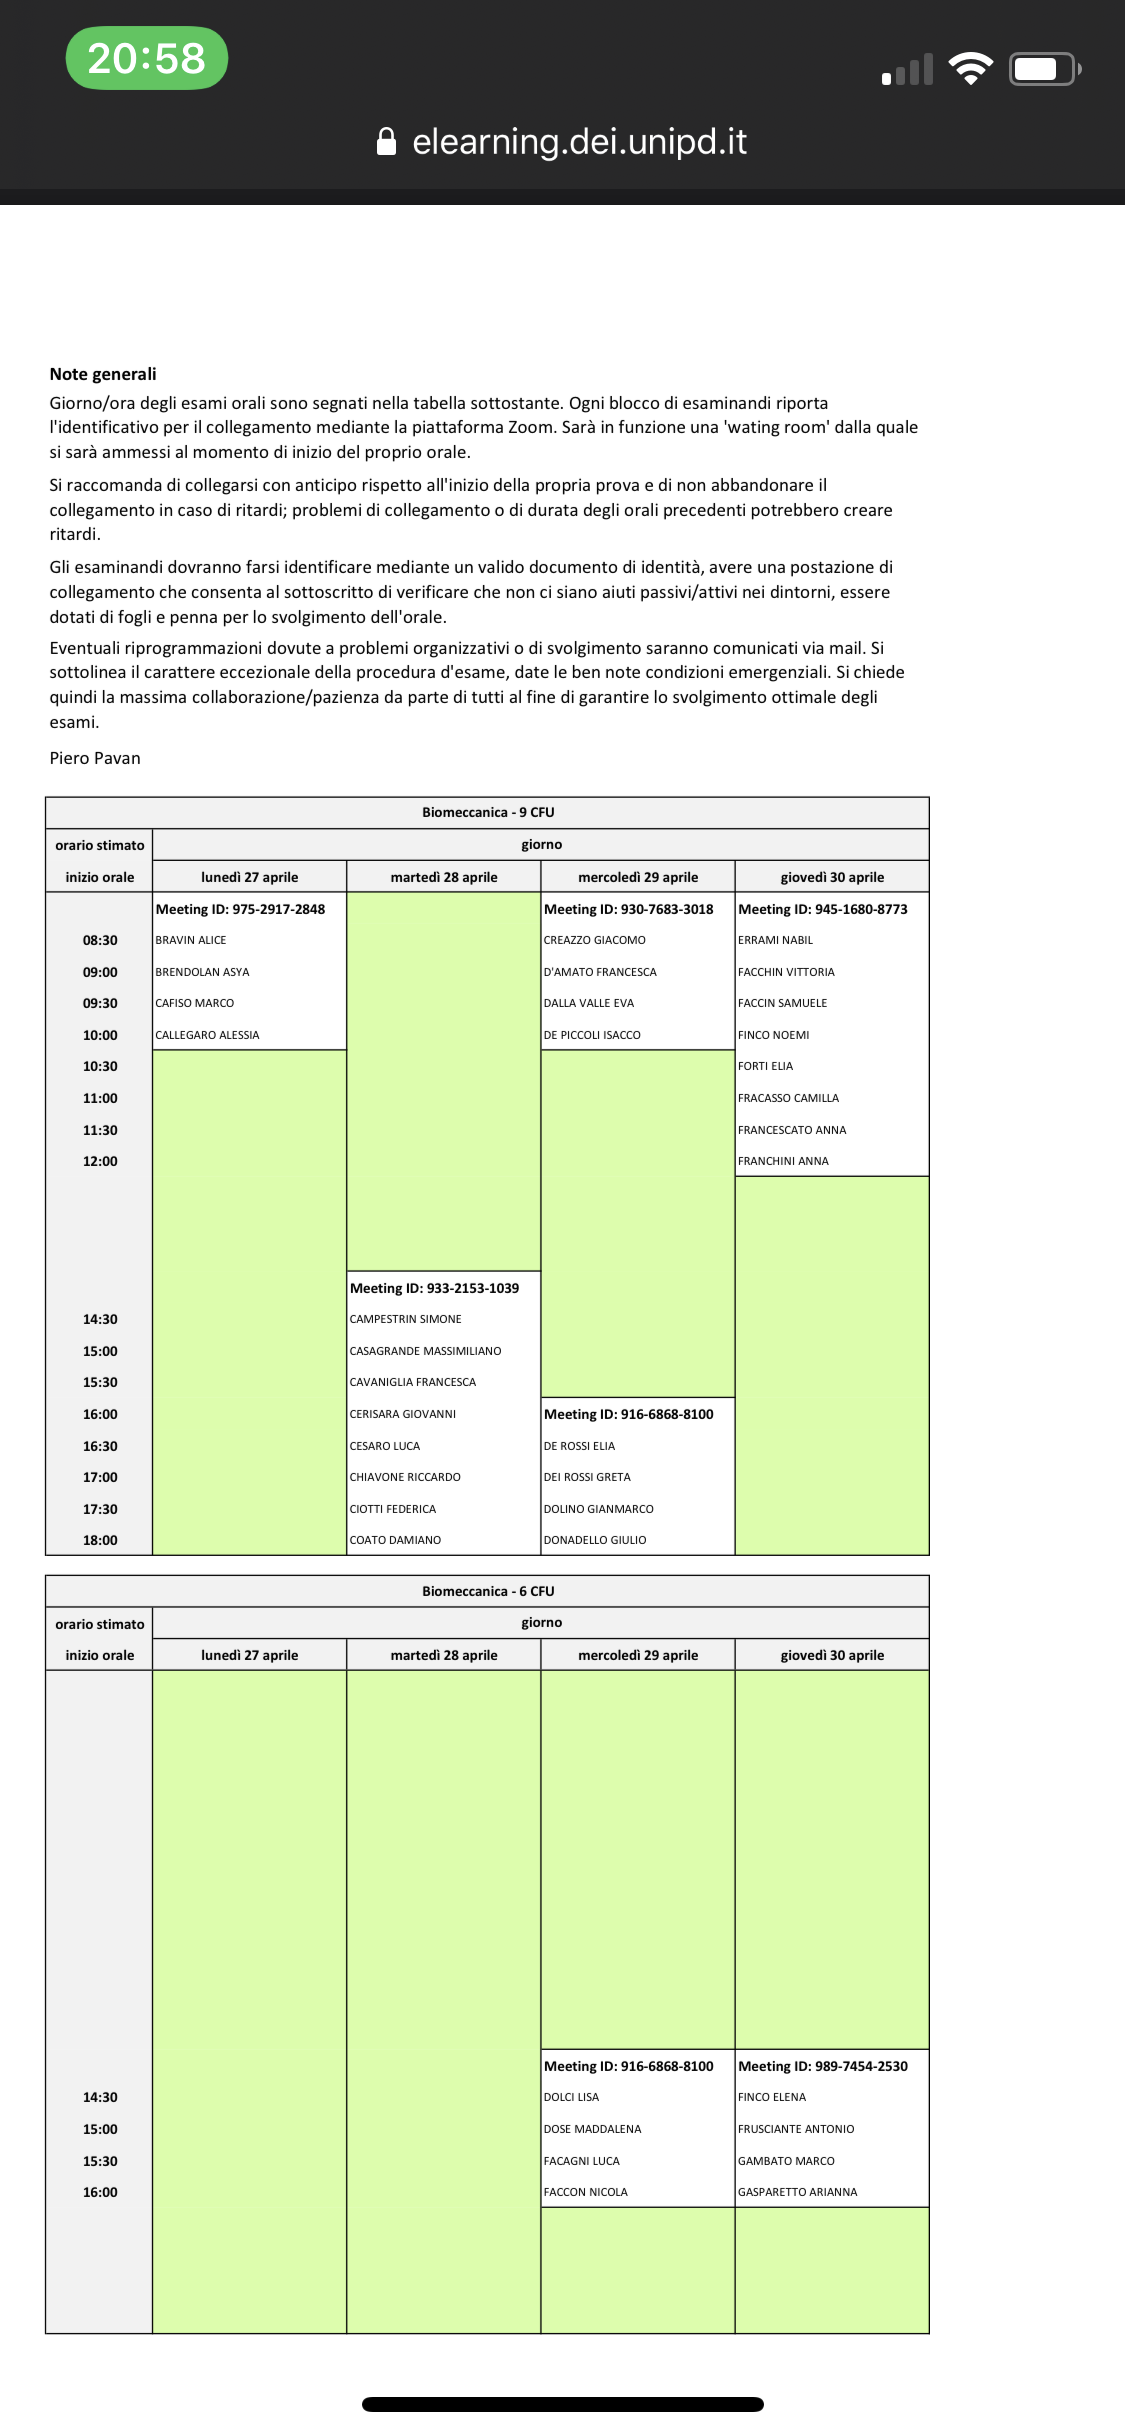 20:58
elearning.dei.unipd.it
Note generali
Giorno/ora degli esami orali sono segnati nella tabella sottostante. Ogni blocco di esaminandi riporta
l'identificativo per il collegamento mediante la piattaforma Zoom. Sarà in funzione una 'wating room' dalla quale
si sarà ammessi al momento di inizio del proprio orale.
Si raccomanda di collegarsi con anticipo rispetto all'inizio della propria prova e di non abbandonare il
collegamento in caso di ritardi; problemi di collegamento o di durata degli orali precedenti potrebbero creare
ritardi.
Gli esaminandi dovranno farsi identificare mediante un valido documento di identità, avere una postazione di
collegamento che consenta al sottoscritto di verificare che non ci siano aiuti passivi/attivi nei dintorni, essere
dotati di fogli e penna per lo svolgimento dell'orale.
Eventuali riprogrammazioni dovute a problemi organizzativi o di svolgimento saranno comunicati via mail. Si
sottolinea il carattere eccezionale della procedura d'esame, date le ben note condizioni emergenziali. Si chiede
quindi la massima collaborazione/pazienza da parte di tutti al fine di garantire lo svolgimento ottimale degli
esami.
Piero Pavan
Biomeccanica - 9 CFU
orario stimato giorno
inizio orale lunedì 27 aprile martedì 28 aprile mercoledì 29 aprile giovedì 30 aprile
Meeting ID: 975-2917-2848 Meeting ID: 930-7683-3018 Meeting ID: 945-1680-8773
08:30 BRAVIN ALICE CREAZZO GIACOMO ERRAMI NABIL
09:00 BRENDOLAN ASYA D'AMATO FRANCESCA FACCHIN VITTORIA
09:30 CAFISO MARCO DALLA VALLE EVA FACCIN SAMUELE
10:00 CALLEGARO ALESSIA DE PICCOLI ISACCO FINCO NOEMI
10:30 FORTI ELIA
11:00 FRACASSO CAMILLA
11:30 FRANCESCATO ANNA
12:00 FRANCHINI ANNA
Meeting ID: 933-2153-1039
14:30 CAMPESTRIN SIMONE
15:00 CASAGRANDE MASSIMILIANO
15:30 CAVANIGLIA FRANCESCA
16:00 CERISARA GIOVANNI Meeting ID: 916-6868-8100
16:30 CESARO LUCA DE ROSSI ELIA
17:00 CHIAVONE RICCARDO DEI ROSSI GRETA
17:30 CIOTTI FEDERICA DOLINO GIANMARCO
18:00 COATO DAMIANO DONADELLO GIULIO
Biomeccanica - 6 CFU
orario stimato giorno
inizio orale lunedì 27 aprile martedì 28 aprile mercoledì 29 aprile giovedì 30 aprile
Meeting ID: 916-6868-8100 Meeting ID: 989-7454-2530
14:30 DOLCI LISA FINCO ELENA
15:00 DOSE MADDALENA FRUSCIANTE ANTONIO
15:30 FACAGNI LUCA GAMBATO MARCO
16:00 FACCON NICOLA GASPARETTO ARIANNA